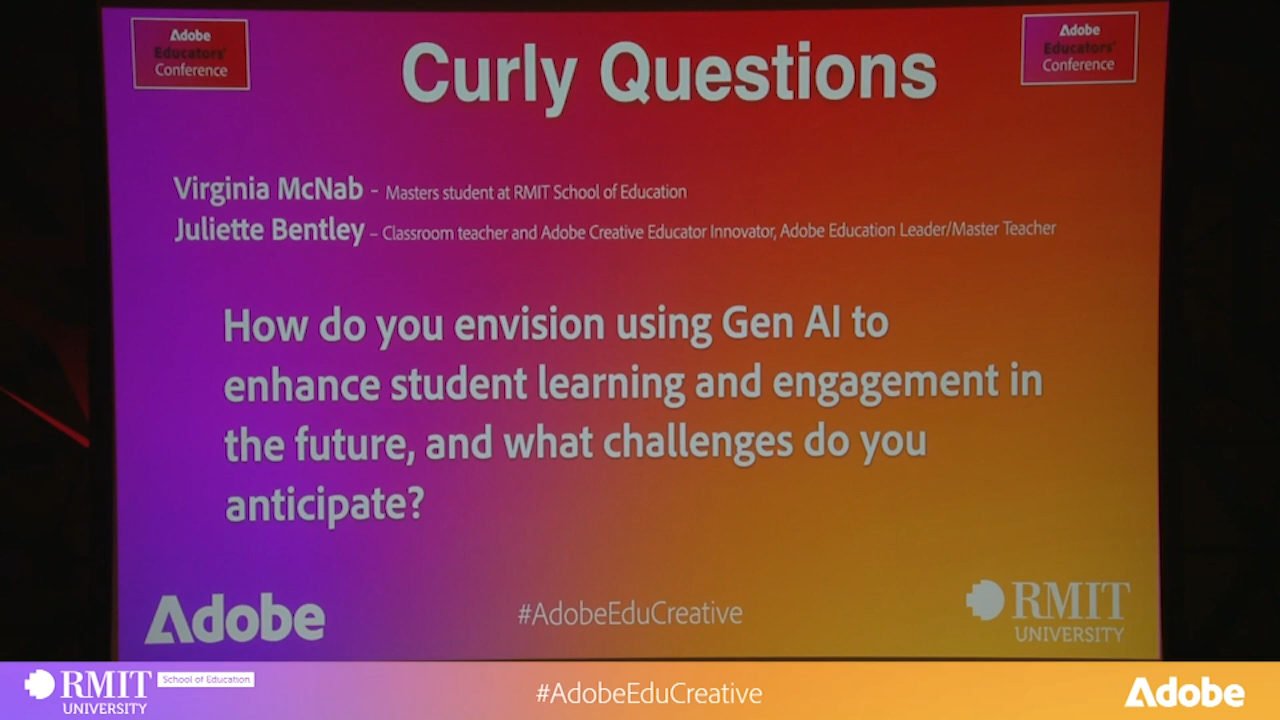 Adobe
Educators'
Conference
Curly Questions
Adobe
Educators'
Conference
Virginia McNab - Masters student at RMIT School of Education
Juliette Bentley – Classroom teacher and Adobe Creative Educator Innovator, Adobe Education Leader/Master Teacher
How do you envision using Gen AI to
enhance student learning and engagement in
the future, and what challenges do you
anticipate?
Adobe
#AdobeEduCreative
RMIT
UNIVERSITY
RMIT
UNIVERSITY
School of Education
#AdobeEduCreative
Adobe